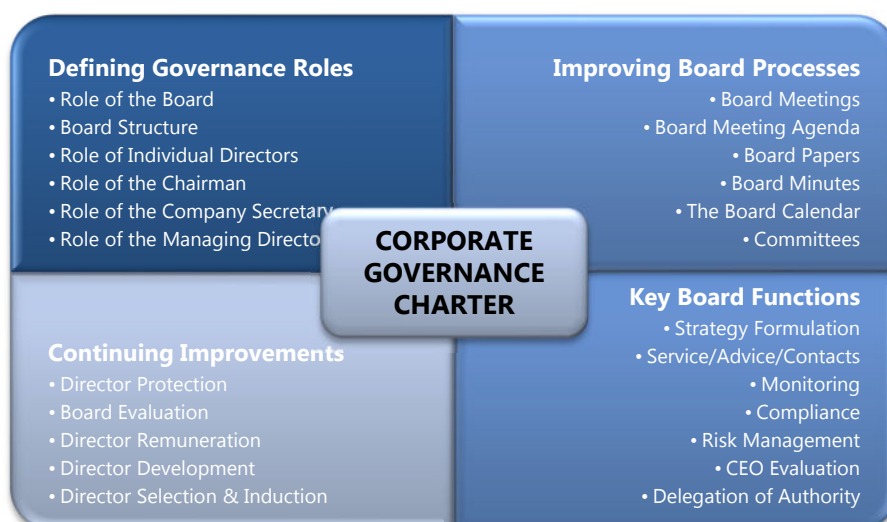 Defining Governance Roles
• Role of the Board
• Board Structure
• Role of Individual Directors
• Role of the Chairman
• Role of the Company Secretary
• Role of the Managing Directo
Improving Board Processes
• Board Meetings
• Board Meeting Agenda
• Board Papers
• Board Minutes
• The Board Calendar
• Committees
CORPORATE
GOVERNANCE
CHARTER
Continuing Improvements
• Director Protection
• Board Evaluation
• Director Remuneration
• Director Development
• Director Selection & Induction
Key Board Functions
• Strategy Formulation
• Service/Advice/Contacts
• Monitoring
• Compliance
• Risk Management
• CEO Evaluation
• Delegation of Authority